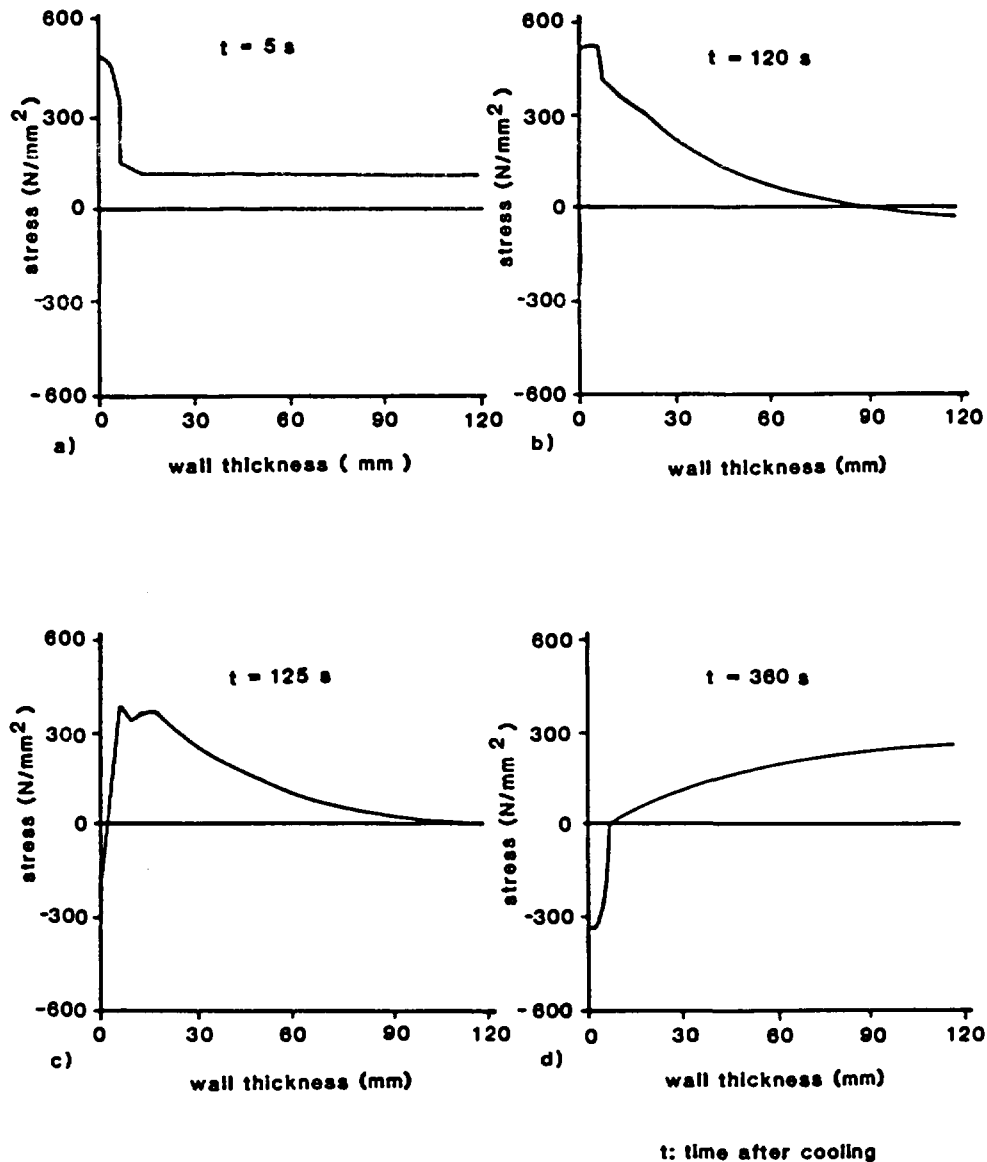 600
300
0
-300
-600
stress (N/mm²)
t = 5 s
0 30 60 90 120
a)
wall thickness ( mm )
600
300
0
-300
-600
stress (N/mm²)
t = 120 s
0 30 60 90 120
b)
wall thickness (mm)
600
300
0
-300
-600
stress (N/mm²)
t = 125 s
0 30 60 90 120
c)
wall thickness (mm)
600
300
0
-300
-600
stress (N/mm²)
t = 360 s
0 30 60 90 120
d)
wall thickness (mm)
t: time after cooling